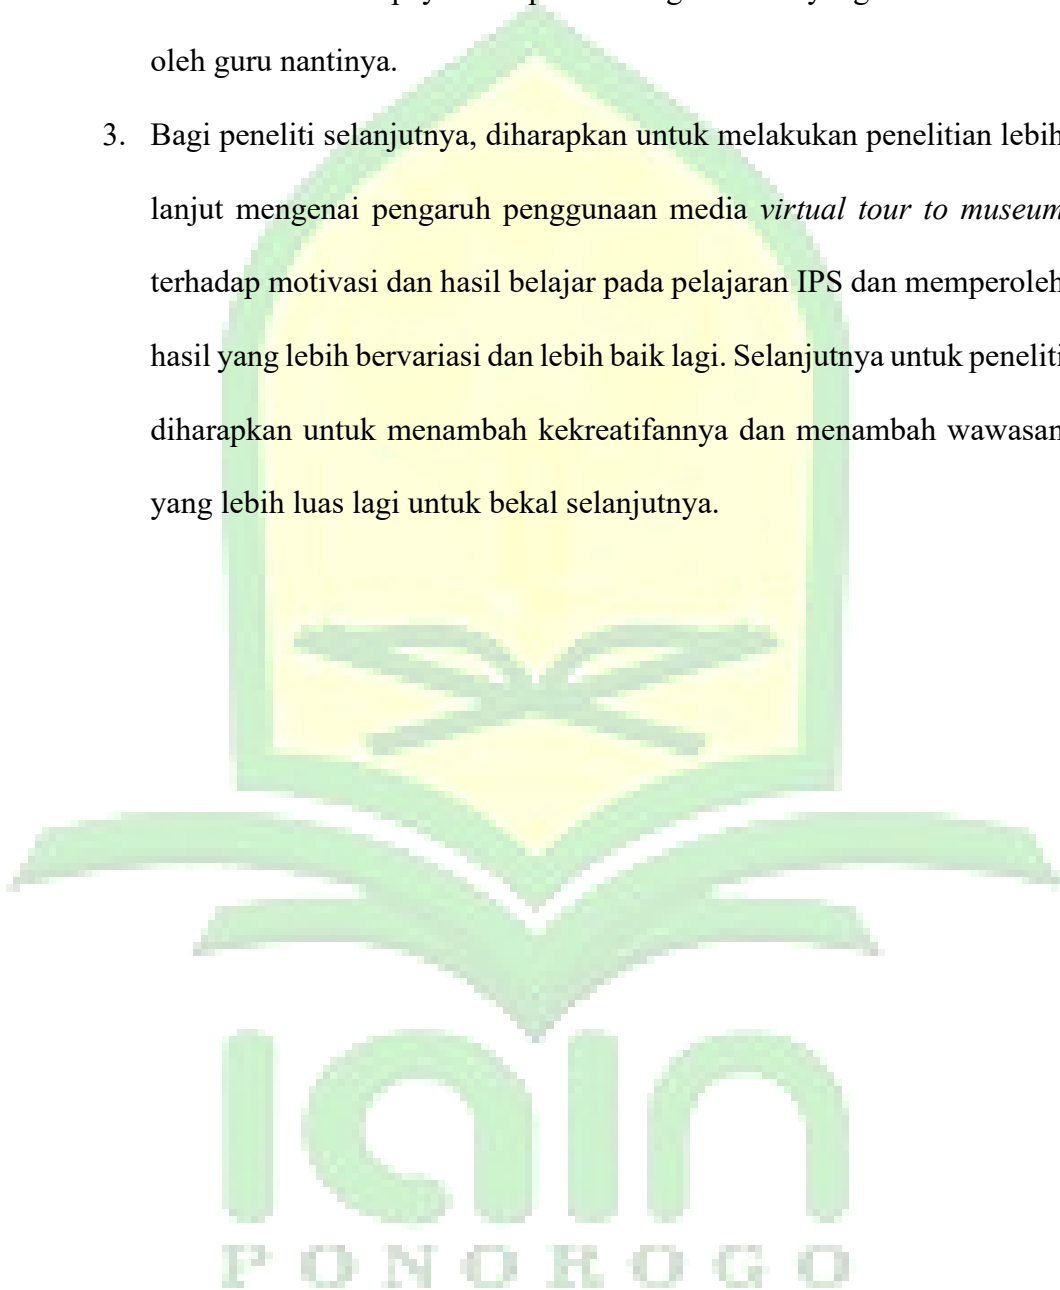 oleh guru nantinya.
3. Bagi peneliti selanjutnya, diharapkan untuk melakukan penelitian lebih
lanjut mengenai pengaruh penggunaan media virtual tour to museum
terhadap motivasi dan hasil belajar pada pelajaran IPS dan memperoleh
hasil yang lebih bervariasi dan lebih baik lagi. Selanjutnya untuk peneliti
diharapkan untuk menambah kekreatifannya dan menambah wawasan
yang lebih luas lagi untuk bekal selanjutnya.
iain
PONOROGO